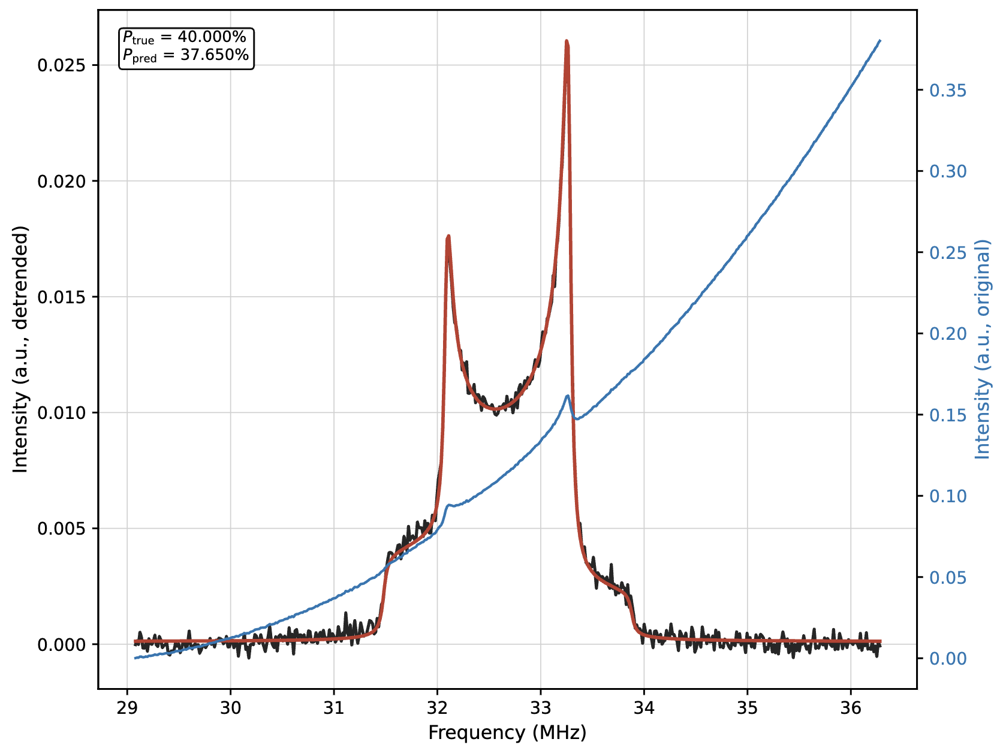 P_true = 40.000%
P_pred = 37.650%
Intensity (a.u., detrended)
0.025
0.020
0.015
0.010
0.005
0.000
29 30 31 32 33 34 35 36
Frequency (MHz)
0.35
0.30
0.25
0.20
0.15
0.10
0.05
0.00
Intensity (a.u., original)